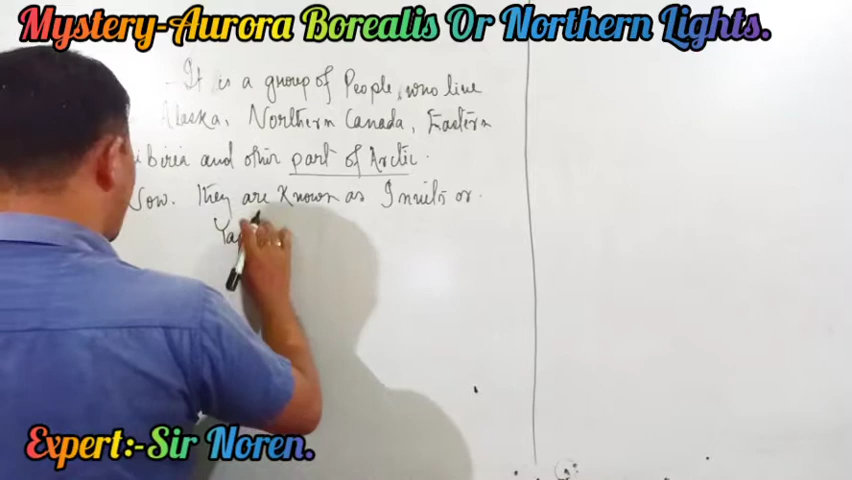 Mystery-Aurora Borealis Or Northern Lights.
It is a group of People, who live
Alaska, Northern Canada, Eastern
and other part of Arctic.
They are Known as Inuits or
Expert:-Sir Noren.